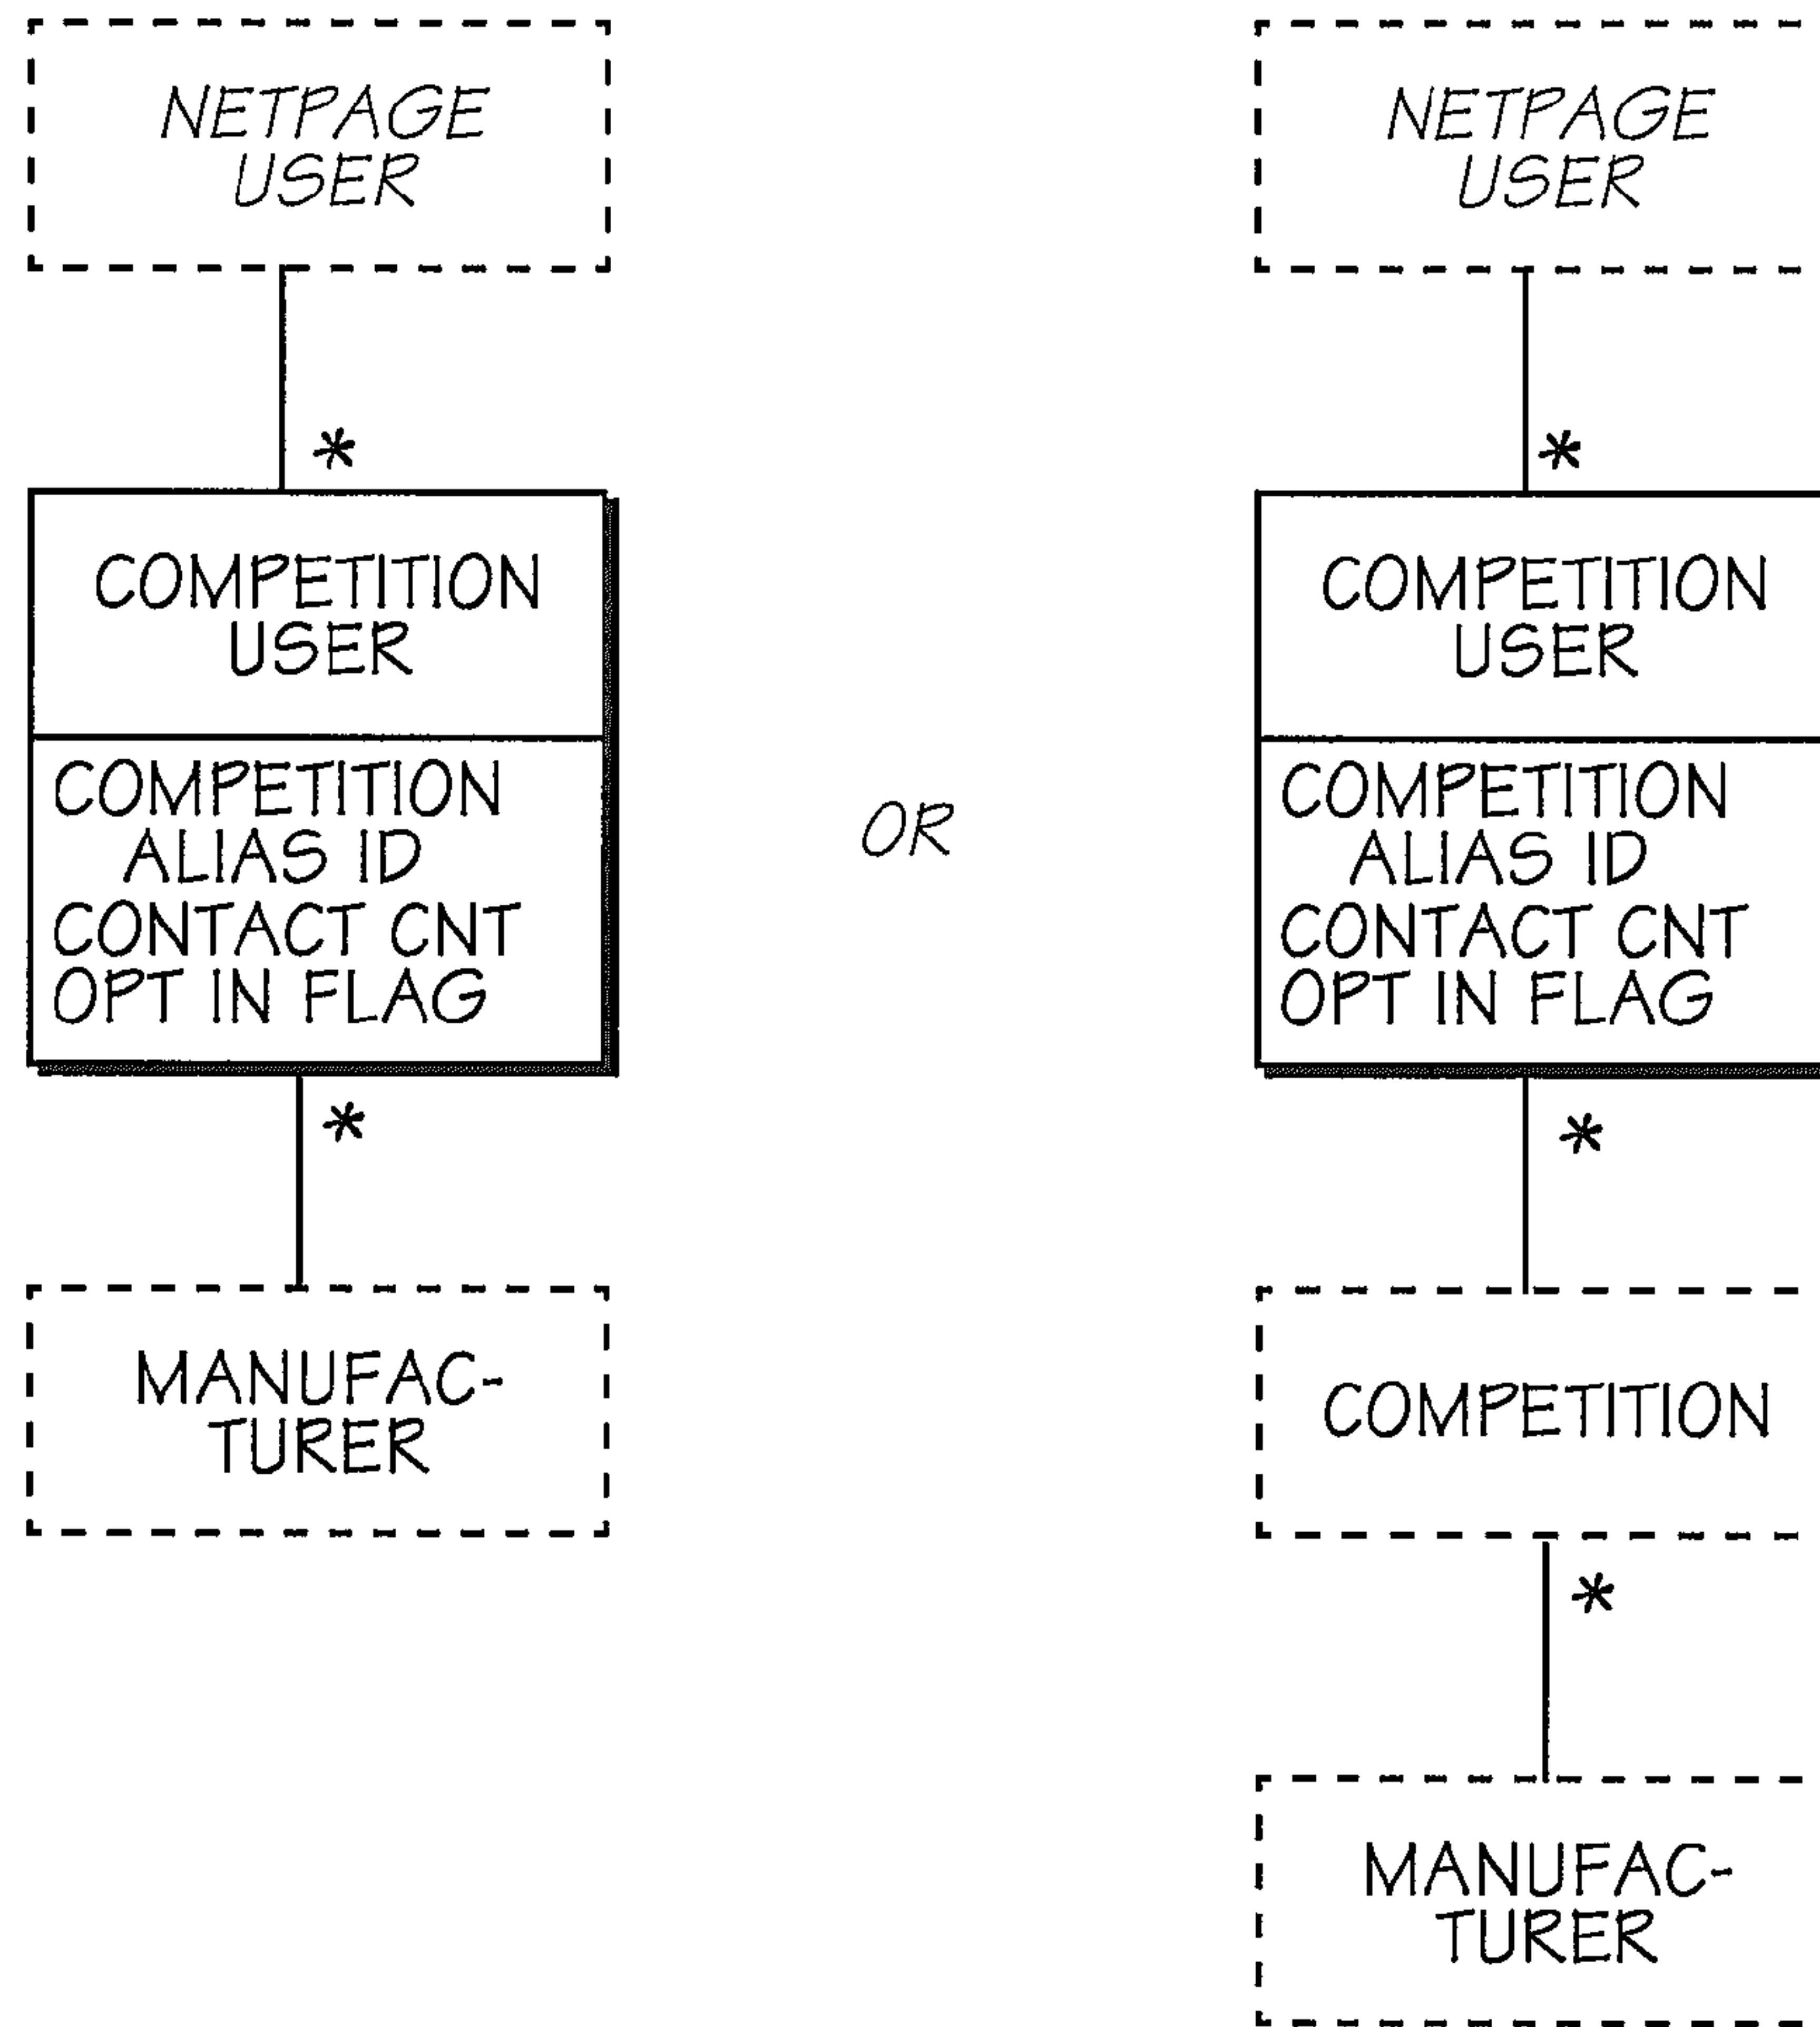 NETPAGE
USER
*
COMPETITION
USER
COMPETITION
ALIAS ID
CONTACT CNT
OPT IN FLAG
*
MANUFAC-
TURER
OR
NETPAGE
USER
*
COMPETITION
USER
COMPETITION
ALIAS ID
CONTACT CNT
OPT IN FLAG
*
COMPETITION
*
MANUFAC-
TURER